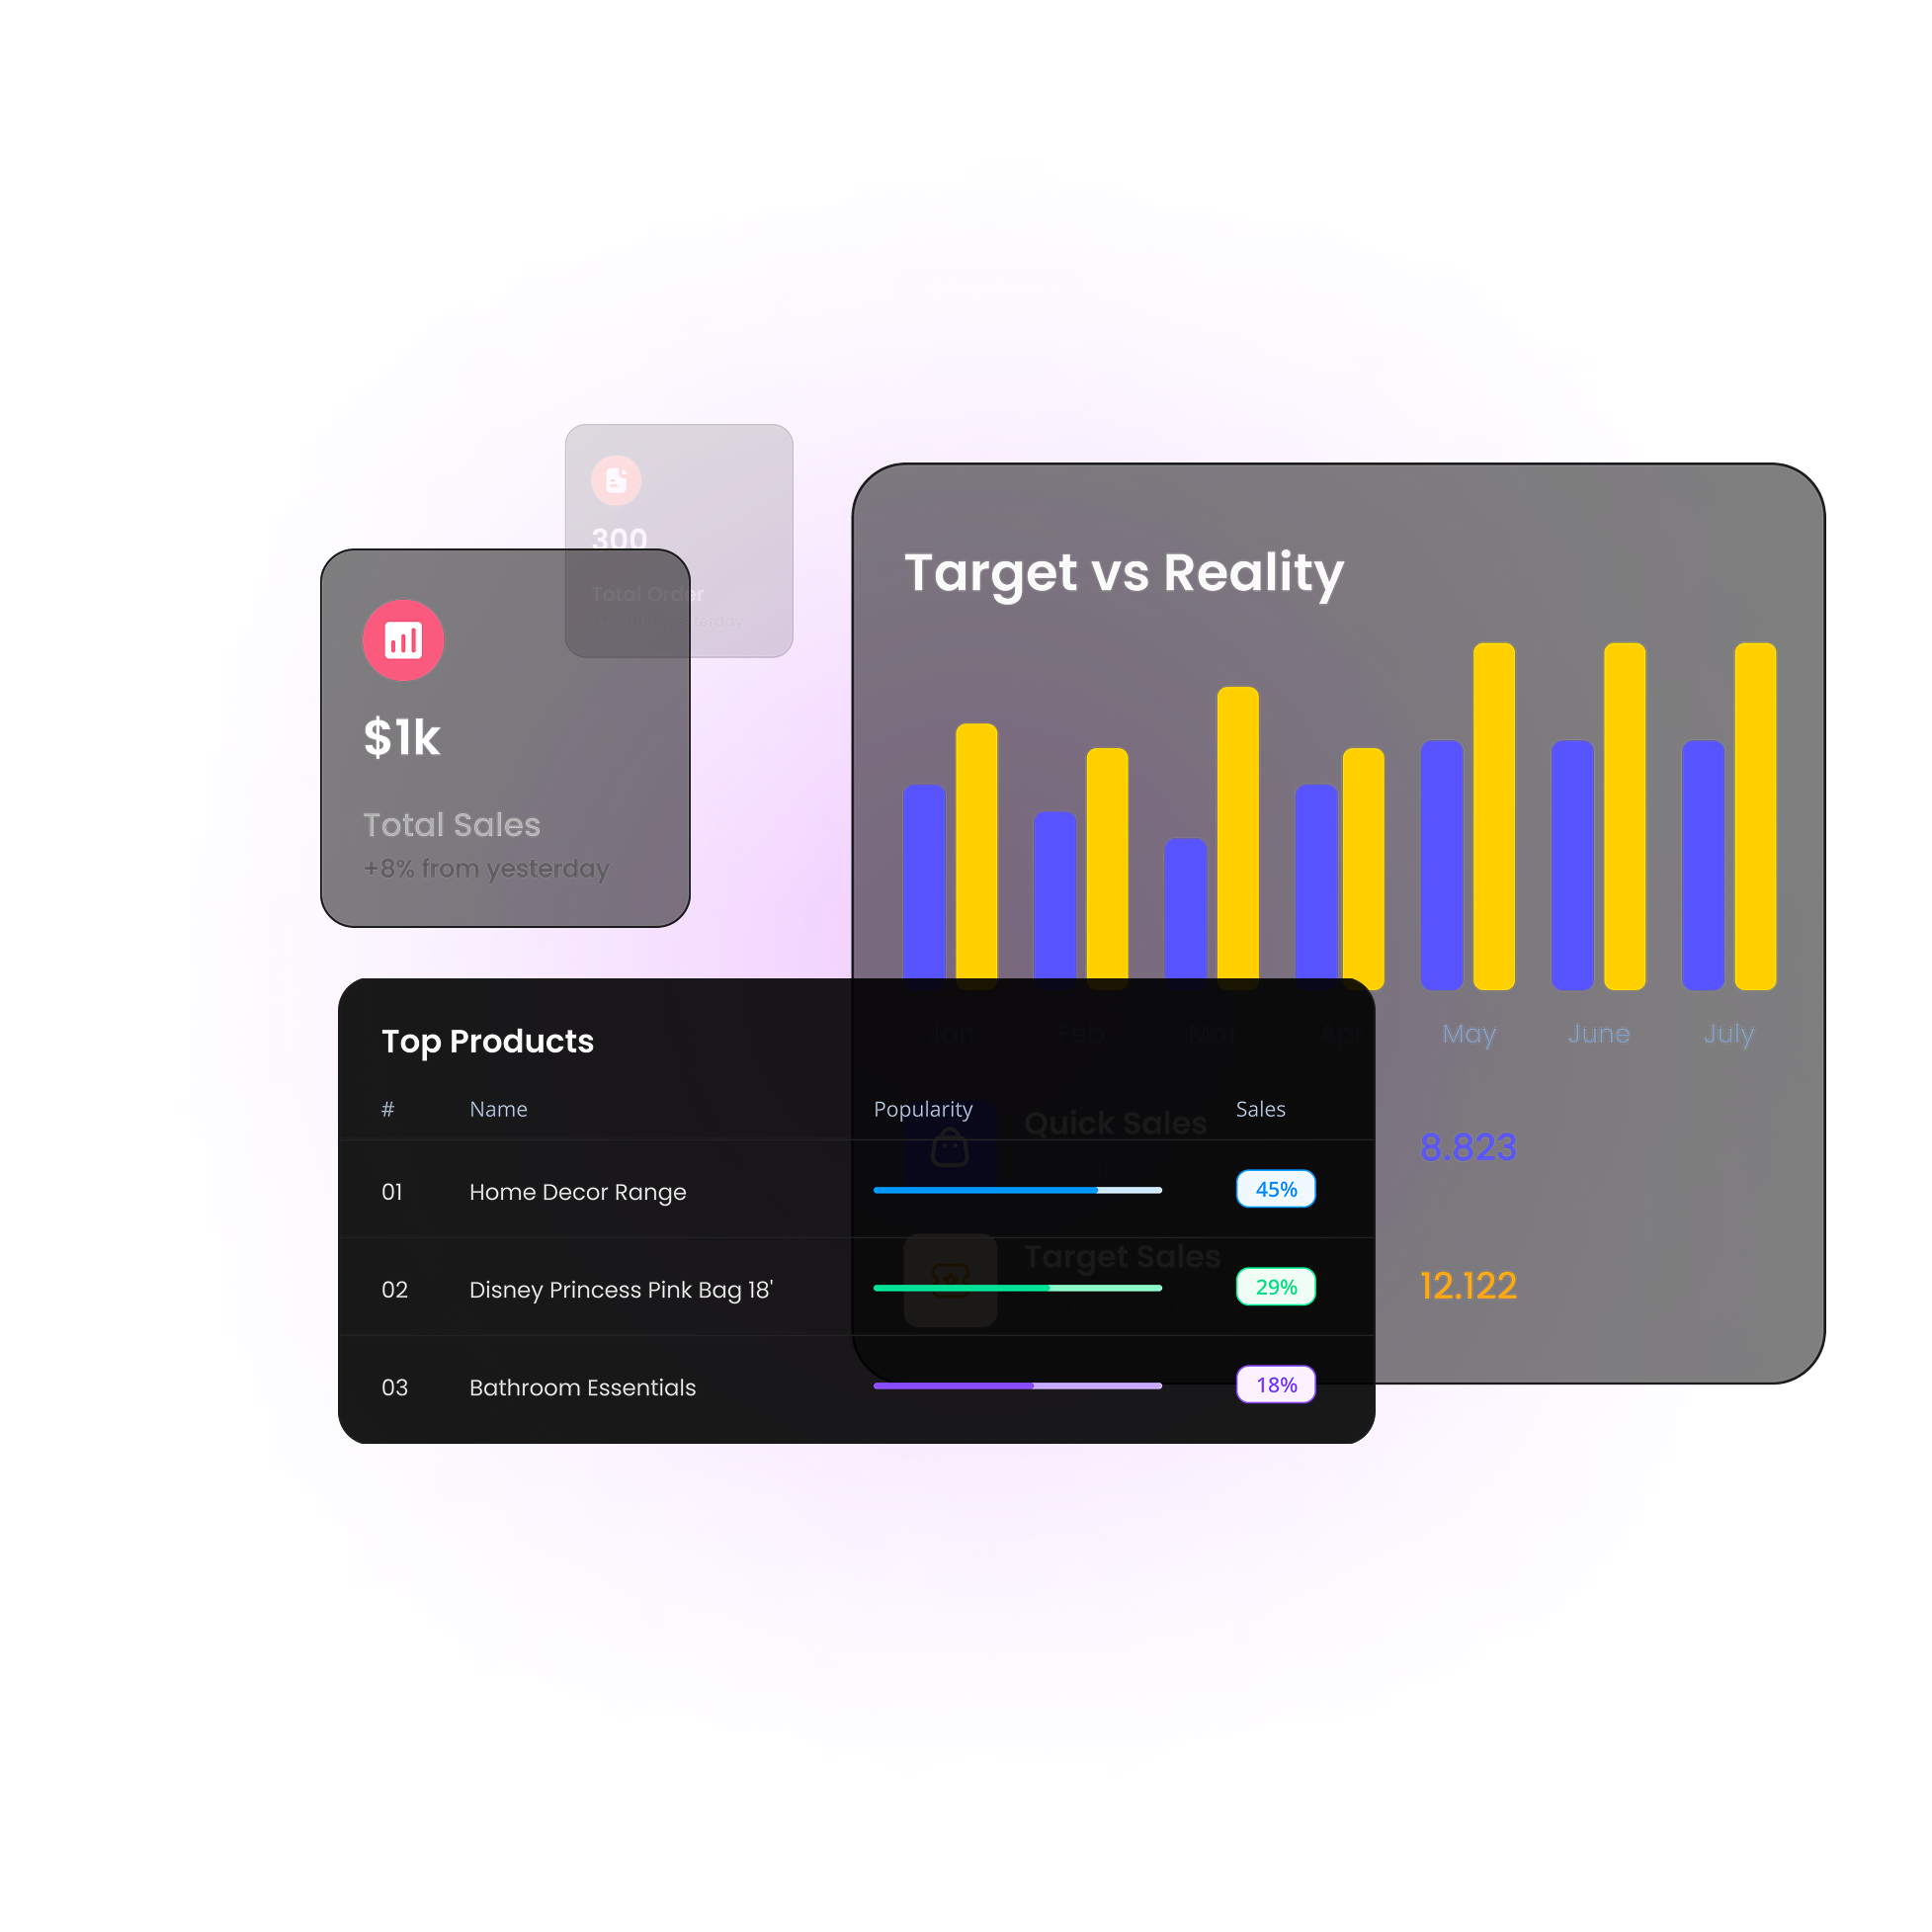 300
Total Order
$1k
Total Sales
+8% from yesterday
Target vs Reality
Jan Feb Mar Apr May June July
Quick Sales
8.823
Target Sales
12.122
Top Products
# Name Popularity Sales
01 Home Decor Range 45%
02 Disney Princess Pink Bag 18' 29%
03 Bathroom Essentials 18%